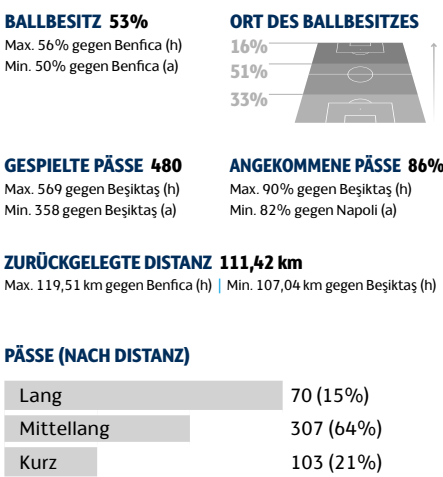 BALLBESITZ 53%
Max. 56% gegen Benfica (h)
Min. 50% gegen Benfica (a)
ORT DES BALLBESITZES
16%
51%
33%
GESPIELTE PÄSSE 480
Max. 569 gegen Beşiktaş (h)
Min. 358 gegen Beşiktaş (a)
ANGEKOMMENE PÄSSE 86%
Max. 90% gegen Beşiktaş (h)
Min. 82% gegen Napoli (a)
ZURÜCKGELEGTE DISTANZ 111,42 km
Max. 119,51 km gegen Benfica (h) | Min. 107,04 km gegen Beşiktaş (h)
PÄSSE (NACH DISTANZ)
Lang 70 (15%)
Mittellang 307 (64%)
Kurz 103 (21%)